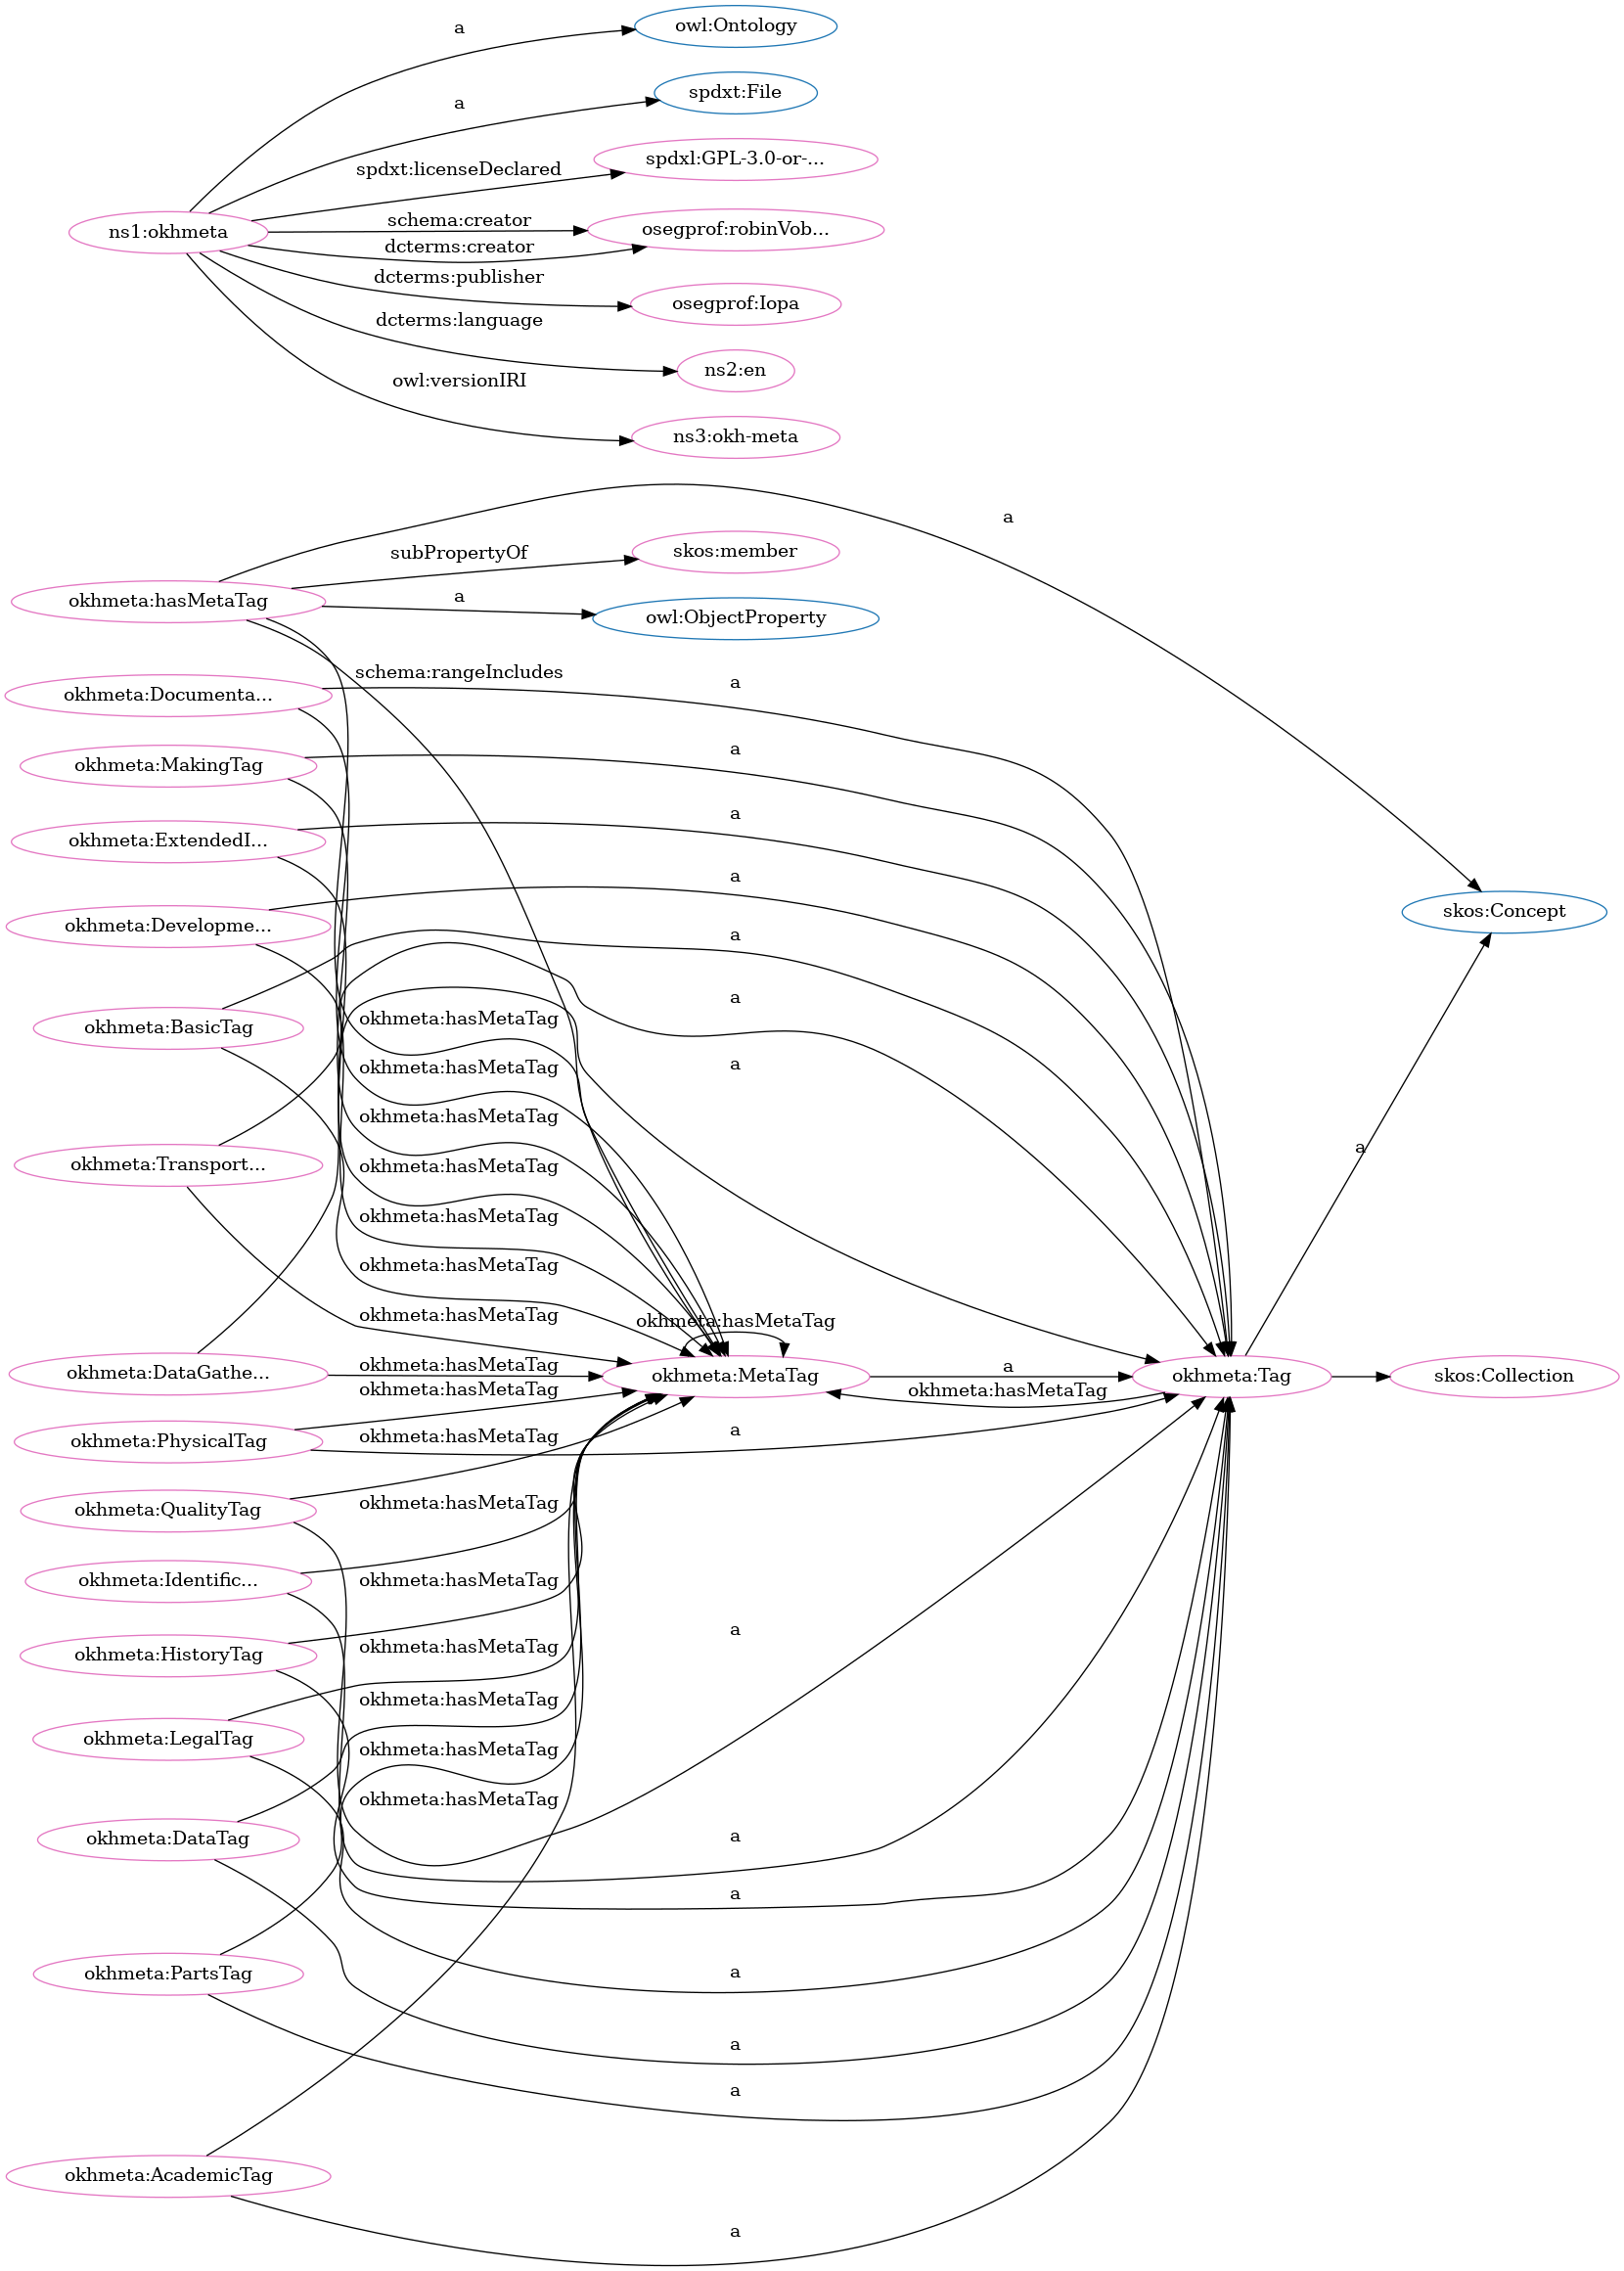 a
owl:Ontology
a
spdxt:File
spdxt:licenseDeclared
spdxl:GPL-3.0-or-...
ns1:okhmeta
schema:creator
osegprof:robinVob...
dcterms:creator
dcterms:publisher
osegprof:Iopa
dcterms:language
ns2:en
owl:versionIRI
ns3:okh-meta
a
subPropertyOf
skos:member
okhmeta:hasMetaTag
a
owl:ObjectProperty
schema:rangeIncludes
okhmeta:Documenta...
a
okhmeta:MakingTag
a
okhmeta:ExtendedI...
a
okhmeta:Developme...
a
skos:Concept
a
okhmeta:BasicTag
a
okhmeta:hasMetaTag
okhmeta:hasMetaTag
a
okhmeta:hasMetaTag
a
okhmeta:Transport...
okhmeta:hasMetaTag
okhmeta:hasMetaTag
okhmeta:hasMetaTag
okhmeta:hasMetaTag
okhmeta:hasMetaTag
okhmeta:DataGathe...
okhmeta:hasMetaTag
okhmeta:MetaTag
a
okhmeta:Tag
skos:Collection
okhmeta:hasMetaTag
okhmeta:hasMetaTag
okhmeta:PhysicalTag
okhmeta:hasMetaTag
a
okhmeta:QualityTag
okhmeta:hasMetaTag
okhmeta:Identific...
okhmeta:hasMetaTag
a
okhmeta:HistoryTag
okhmeta:hasMetaTag
okhmeta:hasMetaTag
okhmeta:LegalTag
okhmeta:hasMetaTag
okhmeta:hasMetaTag
okhmeta:DataTag
a
a
okhmeta:PartsTag
a
a
a
okhmeta:AcademicTag
a